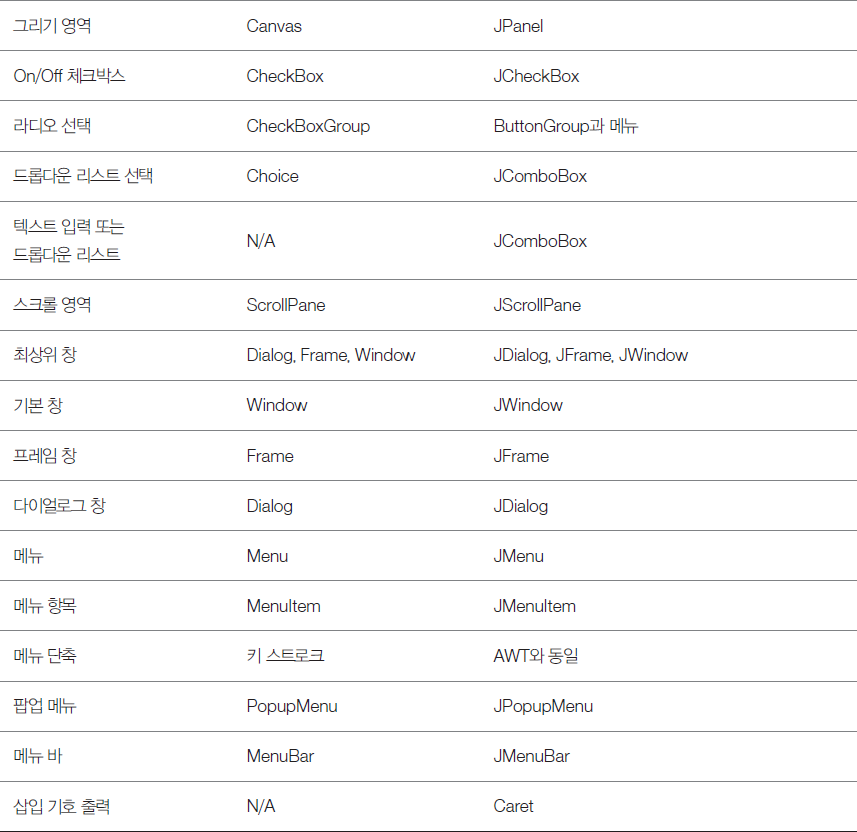 그리기 영역 Canvas JPanel
On/Off 체크박스 CheckBox JCheckBox
라디오 선택 CheckBoxGroup ButtonGroup과 메뉴
드롭다운 리스트 선택 Choice JComboBox
텍스트 입력 또는
드롭다운 리스트 N/A JComboBox
스크롤 영역 ScrollPane JScrollPane
최상위 창 Dialog, Frame, Window JDialog, JFrame, JWindow
기본 창 Window JWindow
프레임 창 Frame JFrame
다이얼로그 창 Dialog JDialog
메뉴 Menu JMenu
메뉴 항목 MenuItem JMenuItem
메뉴 단축 키 스트로크 AWT와 동일
팝업 메뉴 PopupMenu JPopupMenu
메뉴 바 MenuBar JMenuBar
삽입 기호 출력 N/A Caret